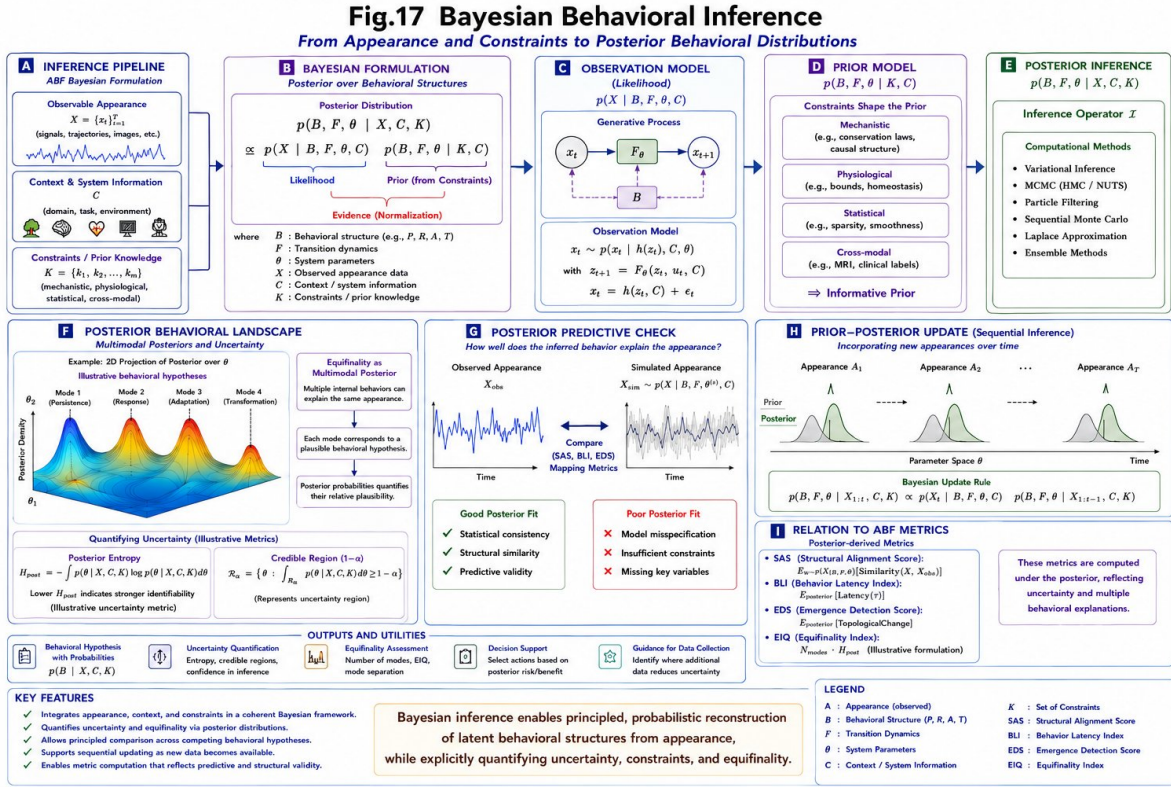 Fig.17 Bayesian Behavioral Inference
From Appearance and Constraints to Posterior Behavioral Distributions
A INFERENCE PIPELINE
ABF Bayesian Formulation
Observable Appearance
X = {x_t}_{i=1}^T
(signals, trajectories, images, etc.)
Context & System Information
C
(domain, task, environment)
Constraints / Prior Knowledge
K = {k₁, k₂, ..., k_m}
(mechanistic, physiological,
statistical, cross-modal)
B BAYESIAN FORMULATION
Posterior over Behavioral Structures
Posterior Distribution
p(B, F, θ | X, C, K)
∝ p(X | B, F, θ, C) p(B, F, θ | K, C)
Likelihood Prior (from Constraints)
Evidence (Normalization)
where B : Behavioral structure (e.g., P, R, A, T)
F : Transition dynamics
θ : System parameters
X : Observed appearance data
C : Context / system information
K : Constraints / prior knowledge
C OBSERVATION MODEL
(Likelihood)
p(X | B, F, θ, C)
Generative Process
x_t F_θ x_{t+1}
B
Observation Model
x_t ∼ p(x_t | h(z_t), C, θ)
with z_{t+1} = F_θ(z_t, u_t, C)
x_t = h(z_t, C) + ϵ_t
D PRIOR MODEL
p(B, F, θ | K, C)
Constraints Shape the Prior
Mechanistic
(e.g., conservation laws,
causal structure)
Physiological
(e.g., bounds, homeostasis)
Statistical
(e.g., sparsity, smoothness)
Cross-modal
(e.g., MRI, clinical labels)
⇒ Informative Prior
E POSTERIOR INFERENCE
p(B, F, θ | X, C, K)
Inference Operator 𝓘
Computational Methods
• Variational Inference
• MCMC (HMC / NUTS)
• Particle Filtering
• Sequential Monte Carlo
• Laplace Approximation
• Ensemble Methods
F POSTERIOR BEHAVIORAL LANDSCAPE
Multimodal Posteriors and Uncertainty
Example: 2D Projection of Posterior over θ
Illustrative behavioral hypotheses
Mode 1 Mode 2 Mode 3 Mode 4
(Persistence) (Response) (Adaptation) (Transformation)
θ₂
Posterior Density
θ₁
Equifinality as
Multimodal Posterior
Multiple internal behaviors can
explain the same appearance.
Each mode corresponds to a
plausible behavioral hypothesis.
Posterior probabilities quantifies
their relative plausibility.
Quantifying Uncertainty (Illustrative Metrics)
Posterior Entropy
H_post = − ∫ p(θ | X, C, K) log p(θ | X, C, K)dθ
Lower H_post indicates stronger identifiability
(Illustrative uncertainty metric)
Credible Region (1−α)
R_α = { θ : ∫_{R_α} p(θ | X, C, K)dθ ≥ 1−α}
(Represents uncertainty region)
G POSTERIOR PREDICTIVE CHECK
How well does the inferred behavior explain the appearance?
Observed Appearance
X_obs
Time
Compare
(SAS, BLI, EDS)
Mapping Metrics
Simulated Appearance
X_sim ∼ p(X | B, F, θ^(s), C)
Time
Good Posterior Fit
✓ Statistical consistency
✓ Structural similarity
✓ Predictive validity
Poor Posterior Fit
✕ Model misspecification
✕ Insufficient constraints
✕ Missing key variables
H PRIOR–POSTERIOR UPDATE (Sequential Inference)
Incorporating new appearances over time
Appearance A₁ Appearance A₂ ... Appearance A_T
Prior
Posterior
Parameter Space θ Time
Bayesian Update Rule
p(B, F, θ | X_{1:t}, C, K) ∝ p(X_t | B, F, θ, C) p(B, F, θ | X_{1:t−1}, C, K)
I RELATION TO ABF METRICS
Posterior-derived Metrics
• SAS (Structural Alignment Score):
[Similarity(X, X_obs)]
• BLI (Behavior Latency Index):
E_posterior [Latency(τ)]
• EDS (Emergence Detection Score):
E_posterior [TopologicalChange]
• EIQ (Equifinality Index):
N_modes · H_post (Illustrative formulation)
These metrics are computed
under the posterior, reflecting
uncertainty and multiple
behavioral explanations.
OUTPUTS AND UTILITIES
Behavioral Hypothesis
with Probabilities
p(B | X, C, K)
Uncertainty Quantification
Entropy, credible regions,
confidence in inference
Equifinality Assessment
Number of modes, EIQ,
mode separation
Decision Support
Select actions based on
posterior risk/benefit
Guidance for Data Collection
Identify where additional
data reduces uncertainty
KEY FEATURES
✓ Integrates appearance, context, and constraints in a coherent Bayesian framework.
✓ Quantifies uncertainty and equifinality via posterior distributions.
✓ Allows principled comparison across competing behavioral hypotheses.
✓ Supports sequential updating as new data becomes available.
✓ Enables metric computation that reflects predictive and structural validity.
Bayesian inference enables principled, probabilistic reconstruction
of latent behavioral structures from appearance,
while explicitly quantifying uncertainty, constraints, and equifinality.
LEGEND
A : Appearance (observed)
B : Behavioral Structure (P, R, A, T)
F : Transition Dynamics
θ : System Parameters
C : Context / System Information
K : Set of Constraints
SAS : Structural Alignment Score
BLI : Behavior Latency Index
EDS : Emergence Detection Score
EIQ : Equifinality Index